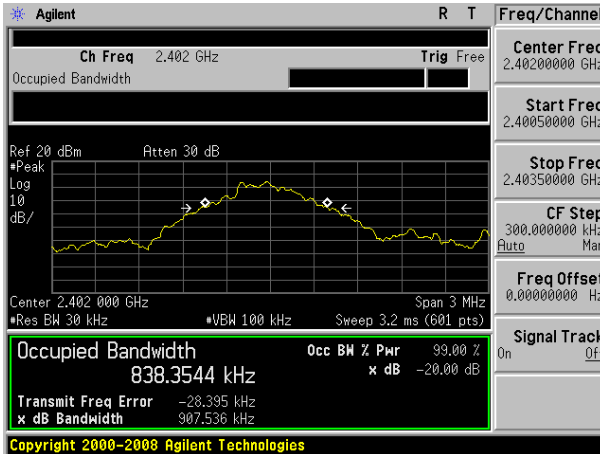 Agilent R T
Freq/Channel
Ch Freq 2.402 GHz Trig Free
Occupied Bandwidth
Center Freq
2.40200000 GHz
Start Freq
2.40050000 GHz
Stop Freq
2.40350000 GHz
CF Step
300.000000 kHz
Auto Man
Freq Offset
0.00000000 Hz
Signal Track
On Off
Ref 20 dBm Atten 30 dB
#Peak
Log
10
dB/
Center 2.402 000 GHz Span 3 MHz
#Res BW 30 kHz #VBW 100 kHz Sweep 3.2 ms (601 pts)
Occupied Bandwidth Occ BW % Pwr 99.00 %
838.3544 kHz x dB -20.00 dB
Transmit Freq Error -28.395 kHz
x dB Bandwidth 907.536 kHz
Copyright 2000-2008 Agilent Technologies